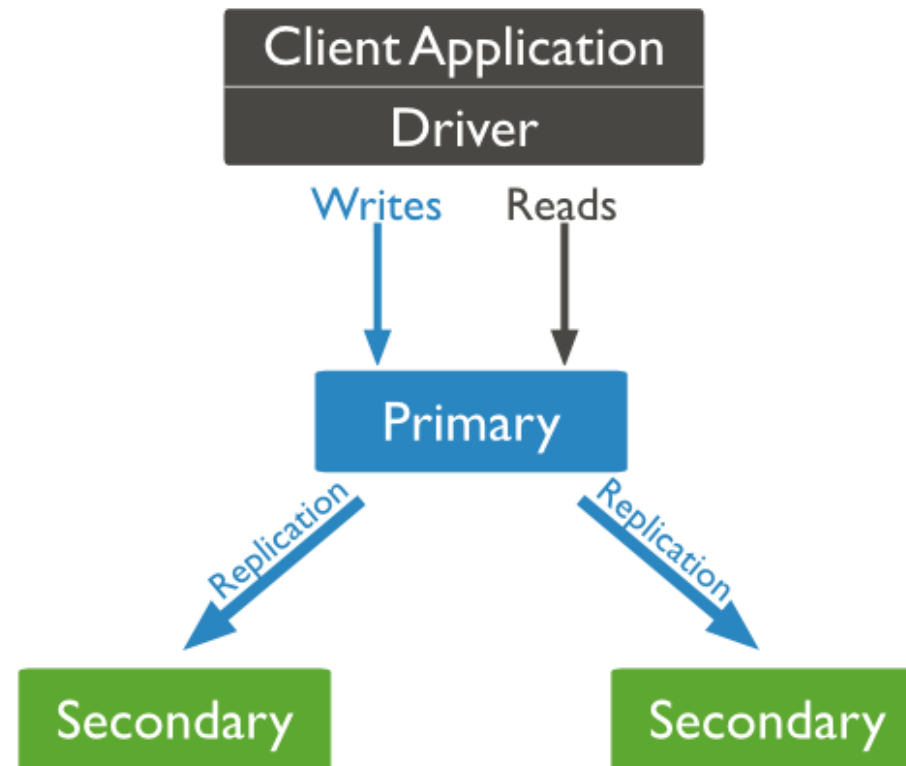 Client Application
Driver
Writes Reads
Primary
Replication Replication
Secondary Secondary